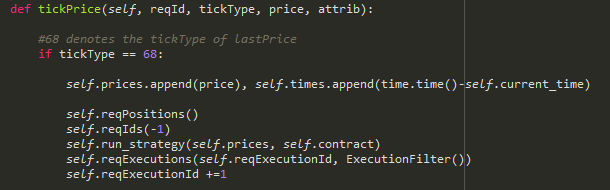 def tickPrice(self, reqId, tickType, price, attrib):
#68 denotes the tickType of lastPrice
if tickType == 68:
self.prices.append(price), self.times.append(time.time()-self.current_time)
self.reqPositions()
self.reqIds(-1)
self.run_strategy(self.prices, self.contract)
self.reqExecutions(self.reqExecutionId, ExecutionFilter())
self.reqExecutionId +=1